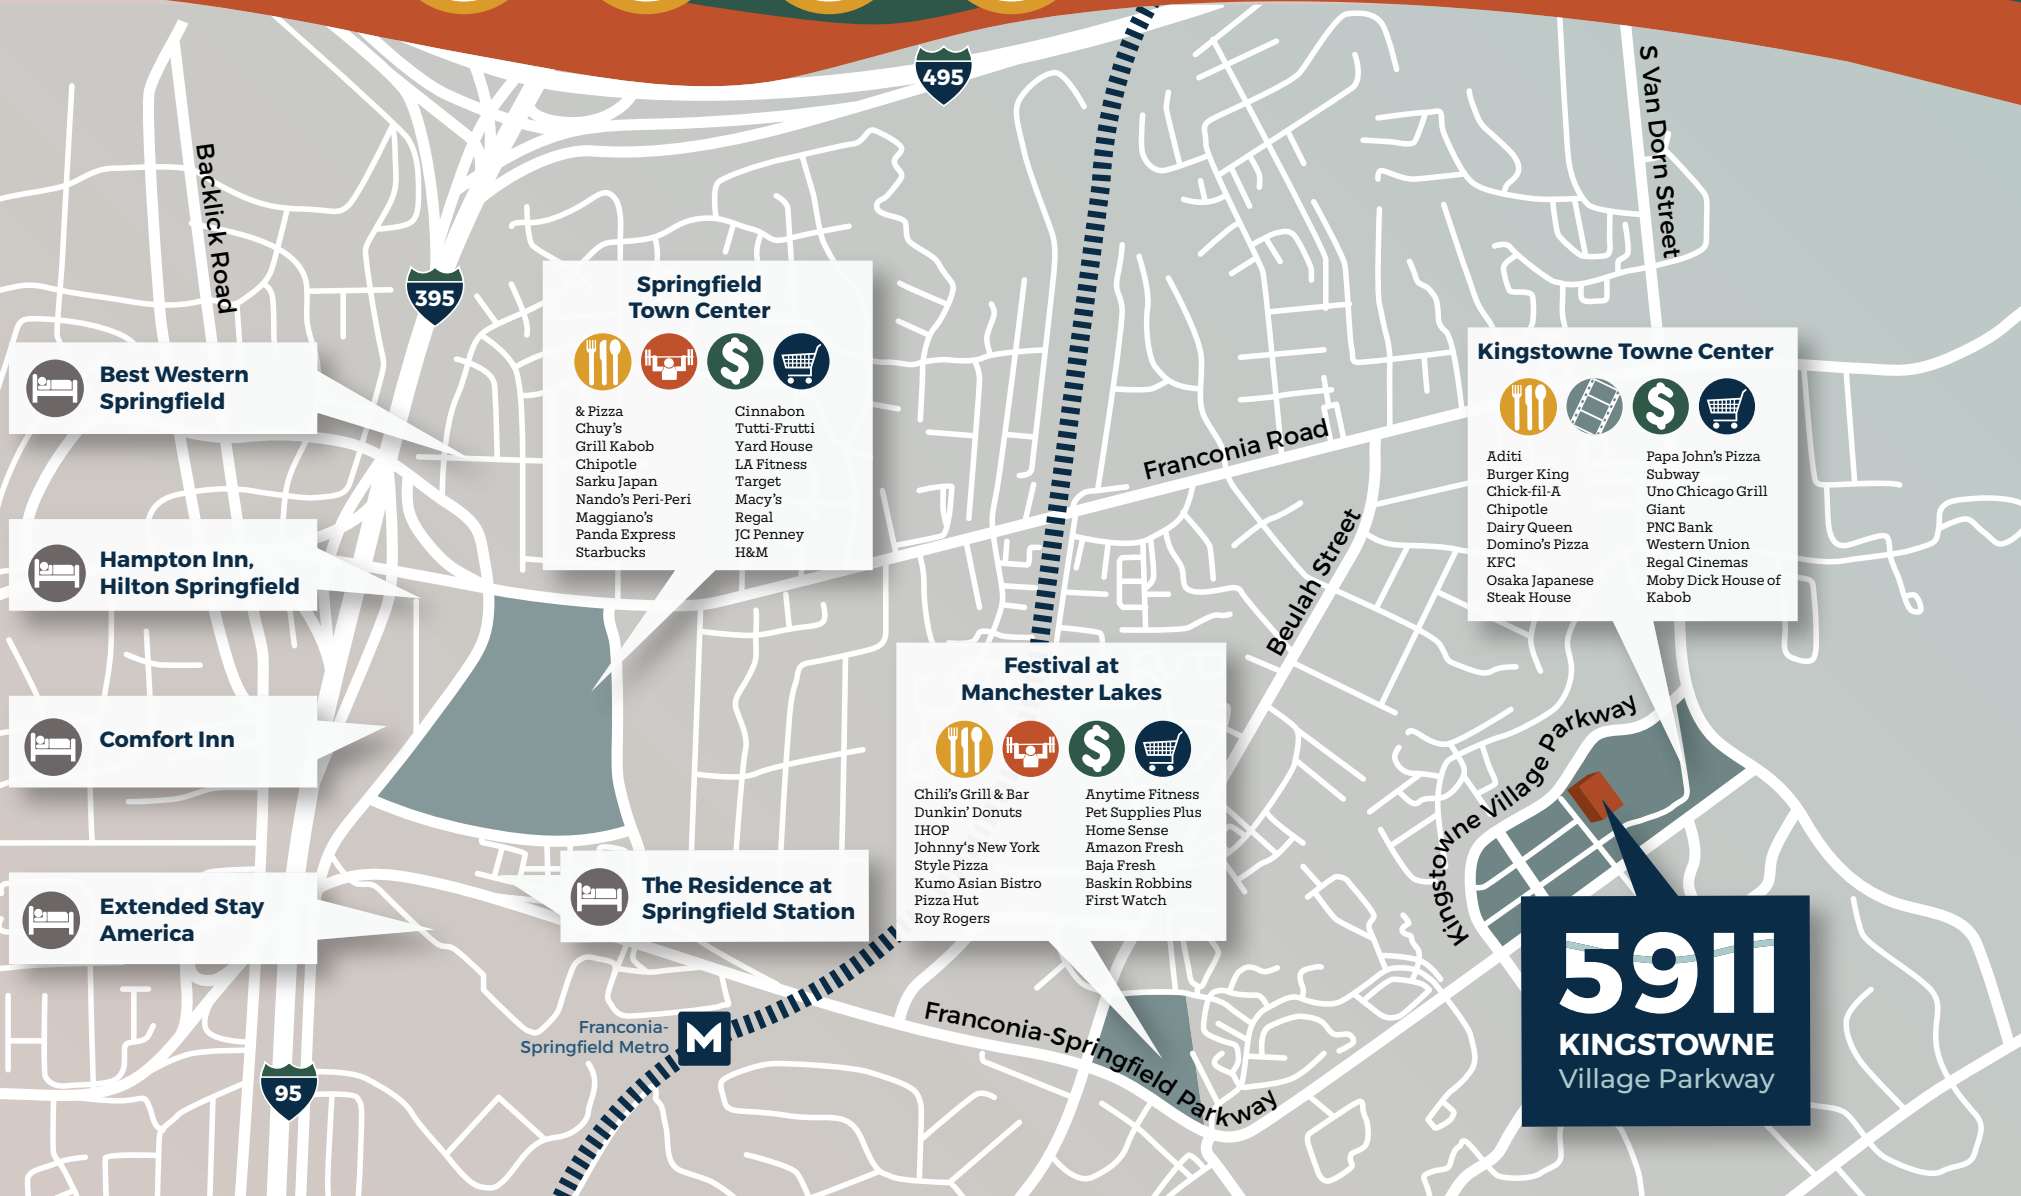 495
S Van Dorn Street
Backlick Road
395
Springfield
Town Center
& Pizza
Chuy's
Grill Kabob
Chipotle
Sarku Japan
Nando's Peri-Peri
Maggiano's
Panda Express
Starbucks
Cinnabon
Tutti-Frutti
Yard House
LA Fitness
Target
Macy's
Regal
JC Penney
H&M
Best Western
Springfield
Kingstowne Towne Center
Aditi
Burger King
Chick-fil-A
Chipotle
Dairy Queen
Domino's Pizza
KFC
Osaka Japanese
Steak House
Papa John's Pizza
Subway
Uno Chicago Grill
Giant
PNC Bank
Western Union
Regal Cinemas
Moby Dick House of
Kabob
Franconia Road
Beulah Street
Hampton Inn,
Hilton Springfield
Festival at
Manchester Lakes
Chili's Grill & Bar
Dunkin' Donuts
IHOP
Johnny's New York
Style Pizza
Kumo Asian Bistro
Pizza Hut
Roy Rogers
Anytime Fitness
Pet Supplies Plus
Home Sense
Amazon Fresh
Baja Fresh
Baskin Robbins
First Watch
Comfort Inn
Kingstowne Village Parkway
Extended Stay
America
The Residence at
Springfield Station
5911
KINGSTOWNE
Village Parkway
Franconia-
Springfield Metro
M
Franconia-Springfield Parkway
95